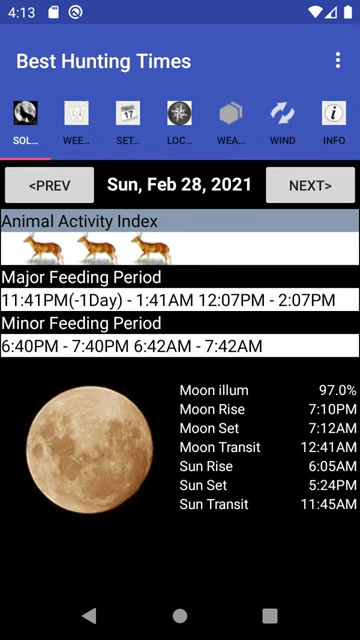 4:13
Best Hunting Times
17
SOL... WEE... SET... LOC... WEA... WIND INFO
<PREV Sun, Feb 28, 2021 NEXT>
Animal Activity Index
Major Feeding Period
11:41PM(-1Day) - 1:41AM 12:07PM - 2:07PM
Minor Feeding Period
6:40PM - 7:40PM 6:42AM - 7:42AM
Moon illum 97.0%
Moon Rise 7:10PM
Moon Set 7:12AM
Moon Transit 12:41AM
Sun Rise 6:05AM
Sun Set 5:24PM
Sun Transit 11:45AM